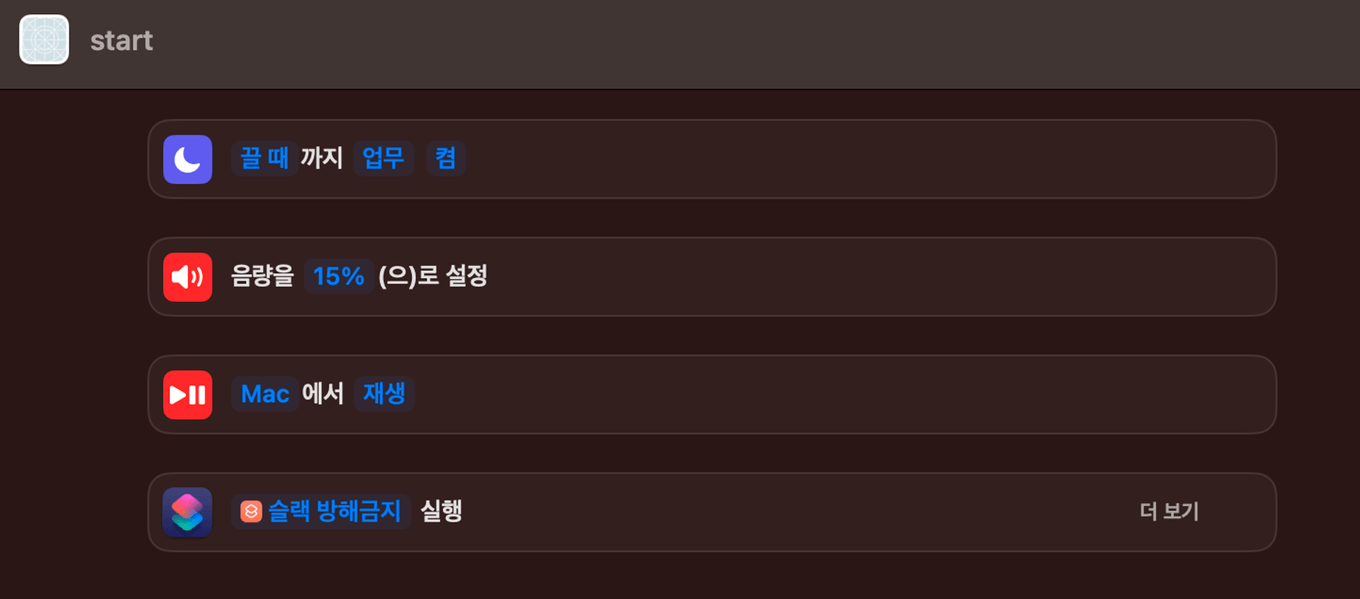 start
끌 때 까지 업무 켬
음량을 15% (으)로 설정
Mac 에서 재생
슬랙 방해금지 실행 더 보기